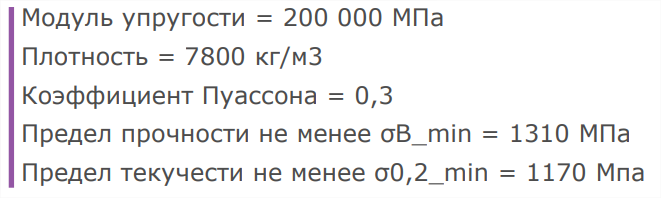 Модуль упругости = 200 000 МПа
Плотность = 7800 кг/м3
Коэффициент Пуассона = 0,3
Предел прочности не менее σВ_min = 1310 МПа
Предел текучести не менее σ0,2_min = 1170 Мпа